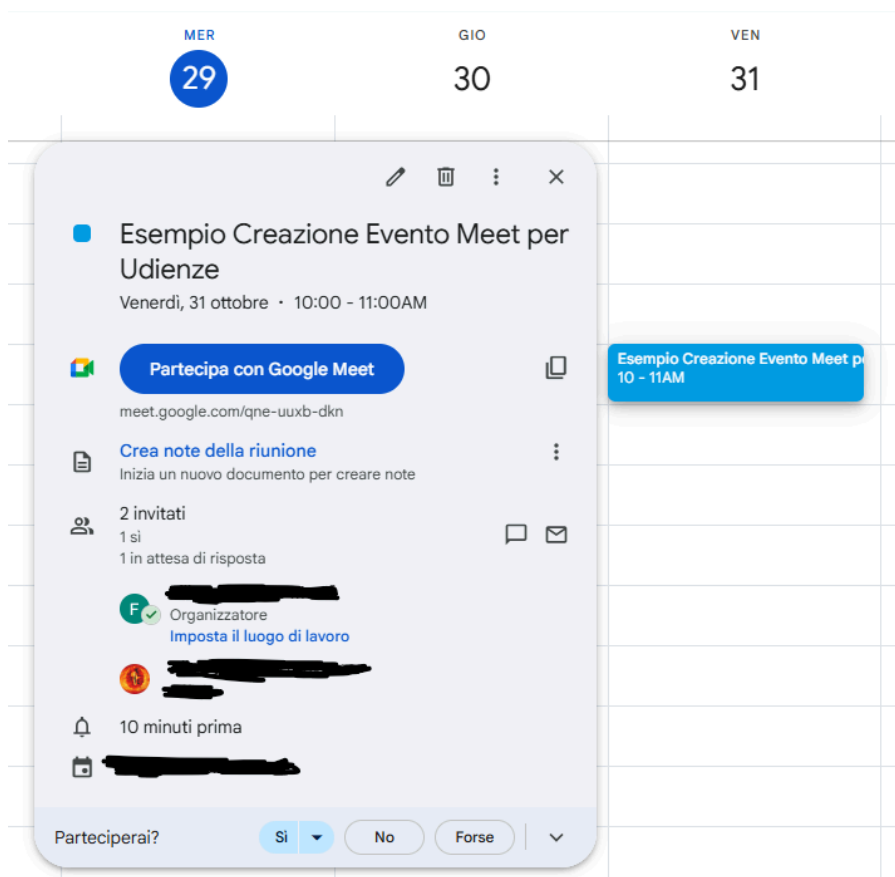 MER
GIO
VEN
29
30
31
Esempio Creazione Evento Meet per
Udienze
Venerdì, 31 ottobre · 10:00 - 11:00AM
Partecipa con Google Meet
meet.google.com/qne-uuxb-dkn
Crea note della riunione
Inizia un nuovo documento per creare note
2 invitati
1 sì
1 in attesa di risposta
F
Organizzatore
Imposta il luogo di lavoro
10 minuti prima
Parteciperai?
Sì
No
Forse
Esempio Creazione Evento Meet pe
10 - 11AM